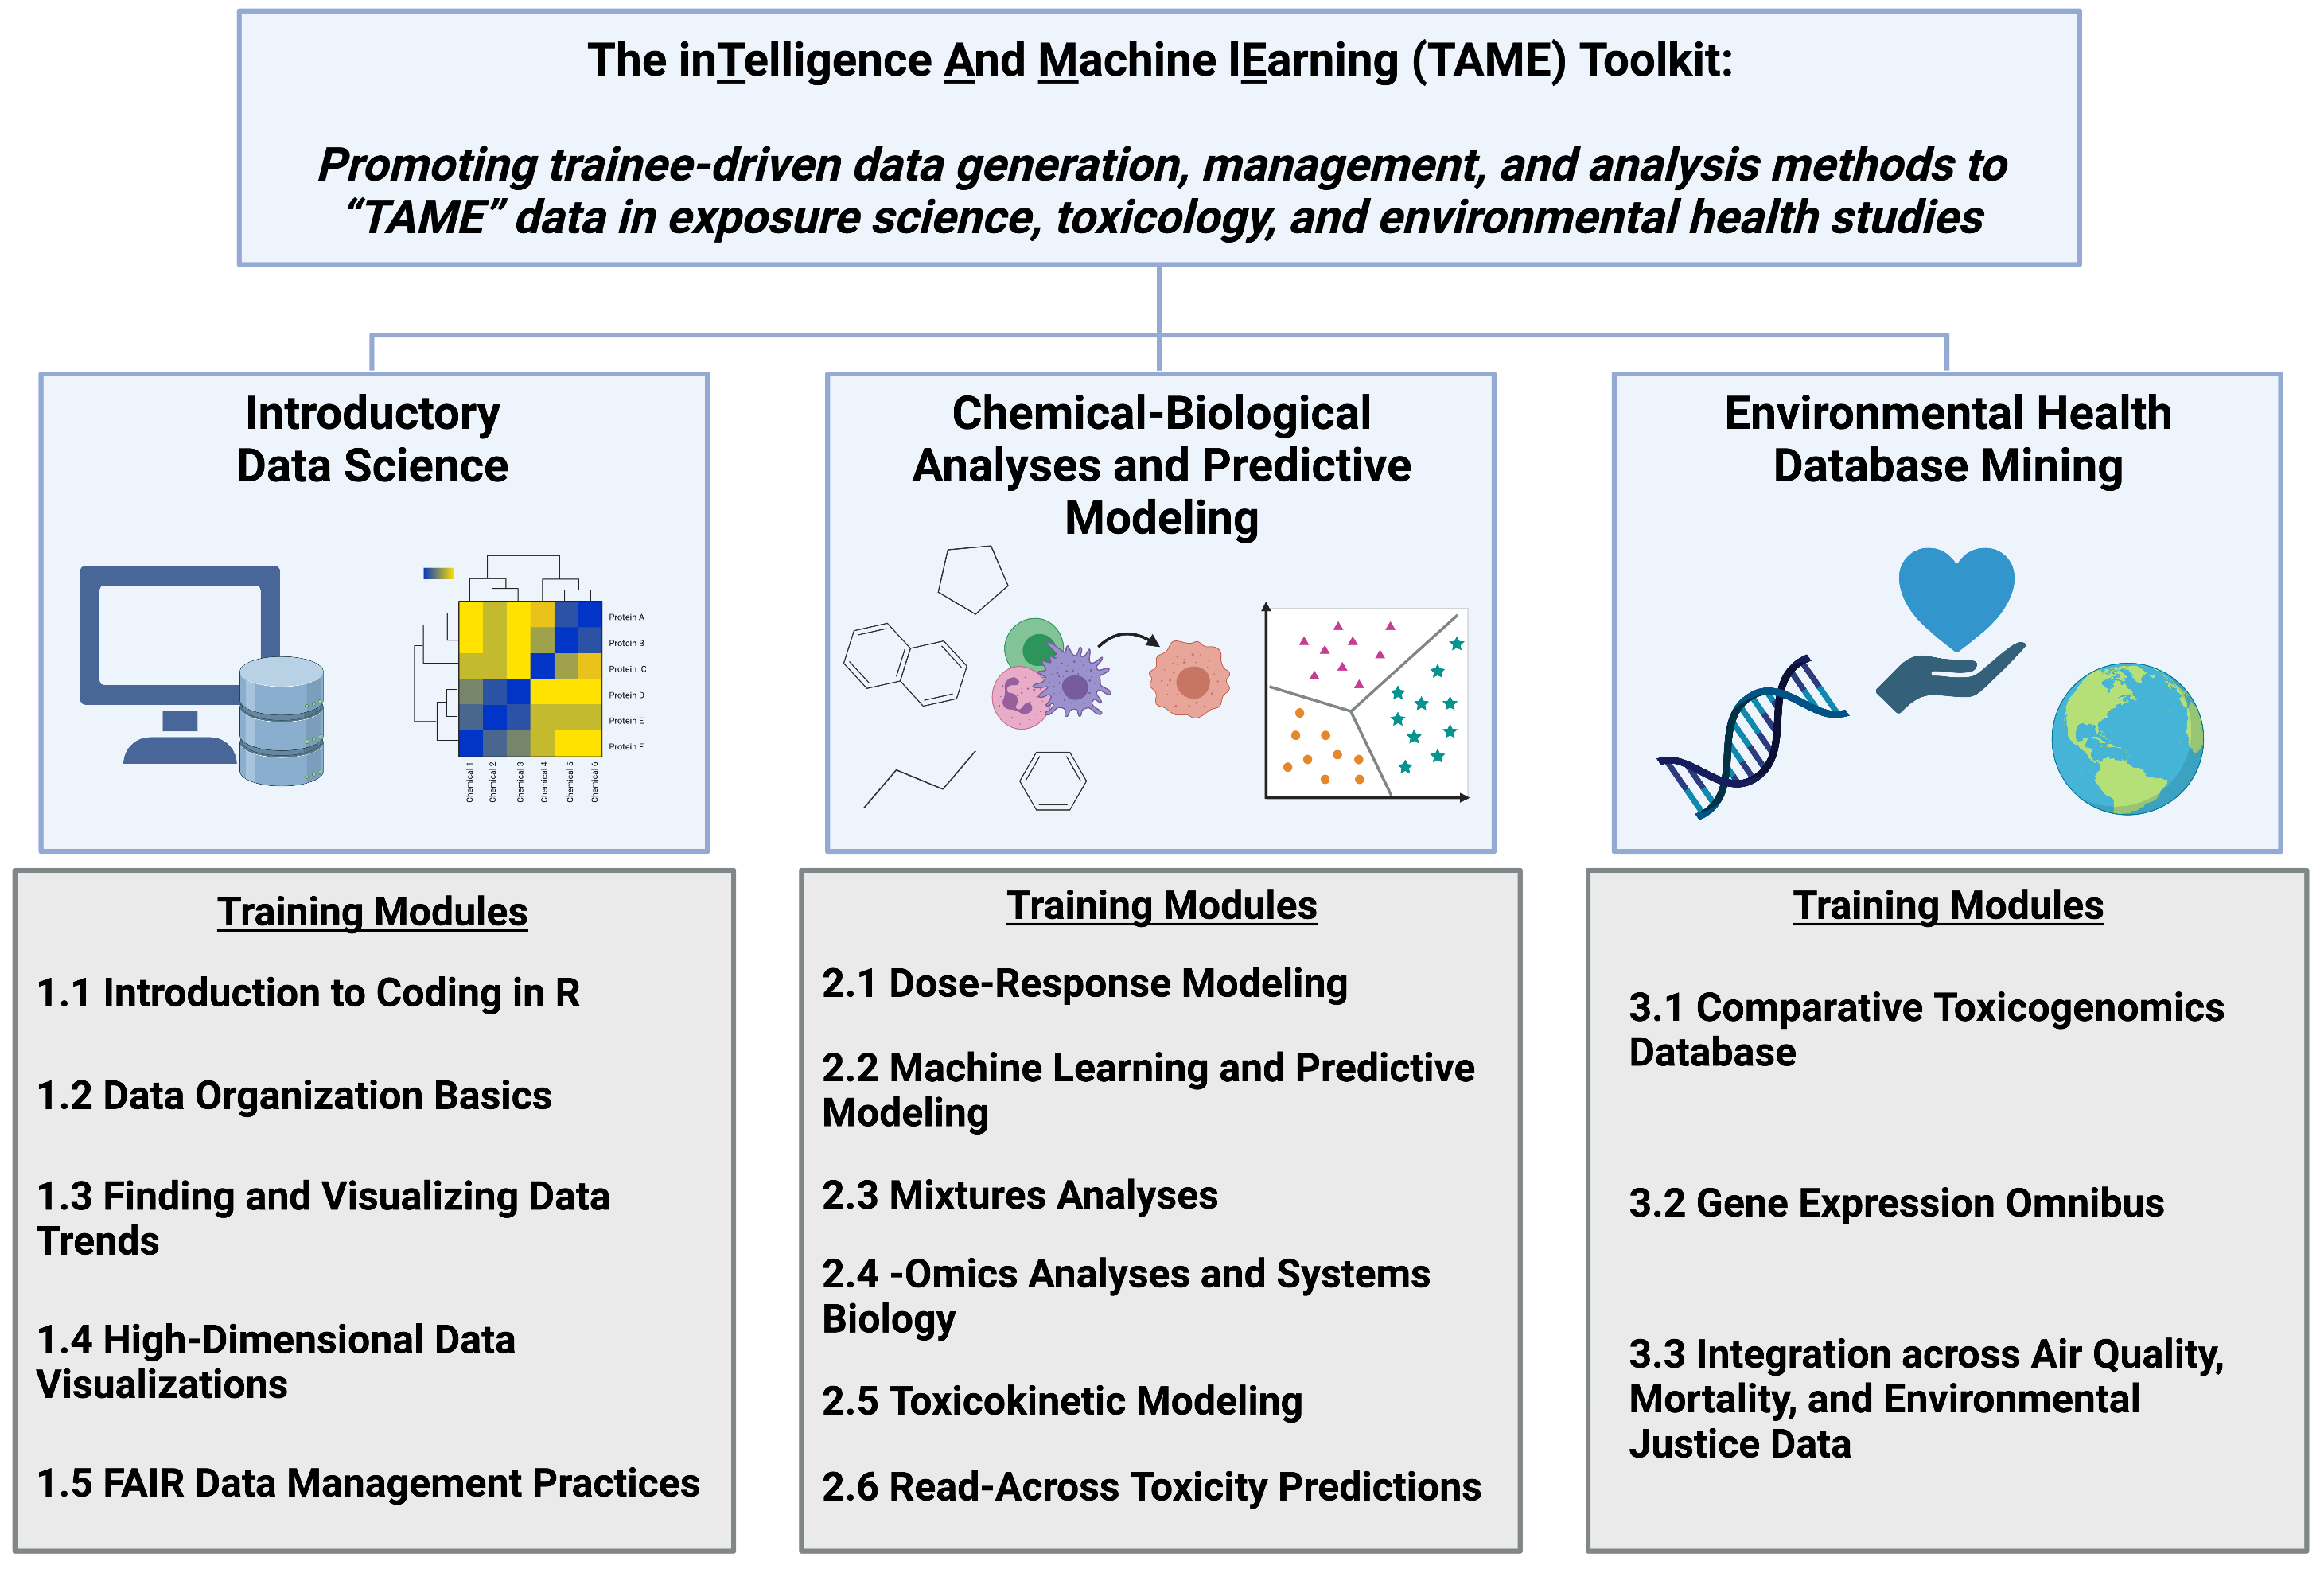 The inTelligence And Machine lEarning (TAME) Toolkit:
Promoting trainee-driven data generation, management, and analysis methods to
“TAME” data in exposure science, toxicology, and environmental health studies
Introductory
Data Science
Protein A
Protein B
Protein C
Protein D
Protein E
Protein F
Chemical 1
Chemical 2
Chemical 3
Chemical 4
Chemical 5
Chemical 6
Training Modules
1.1 Introduction to Coding in R
1.2 Data Organization Basics
1.3 Finding and Visualizing Data
Trends
1.4 High-Dimensional Data
Visualizations
1.5 FAIR Data Management Practices
Chemical-Biological
Analyses and Predictive
Modeling
Training Modules
2.1 Dose-Response Modeling
2.2 Machine Learning and Predictive
Modeling
2.3 Mixtures Analyses
2.4 -Omics Analyses and Systems
Biology
2.5 Toxicokinetic Modeling
2.6 Read-Across Toxicity Predictions
Environmental Health
Database Mining
Training Modules
3.1 Comparative Toxicogenomics
Database
3.2 Gene Expression Omnibus
3.3 Integration across Air Quality,
Mortality, and Environmental
Justice Data